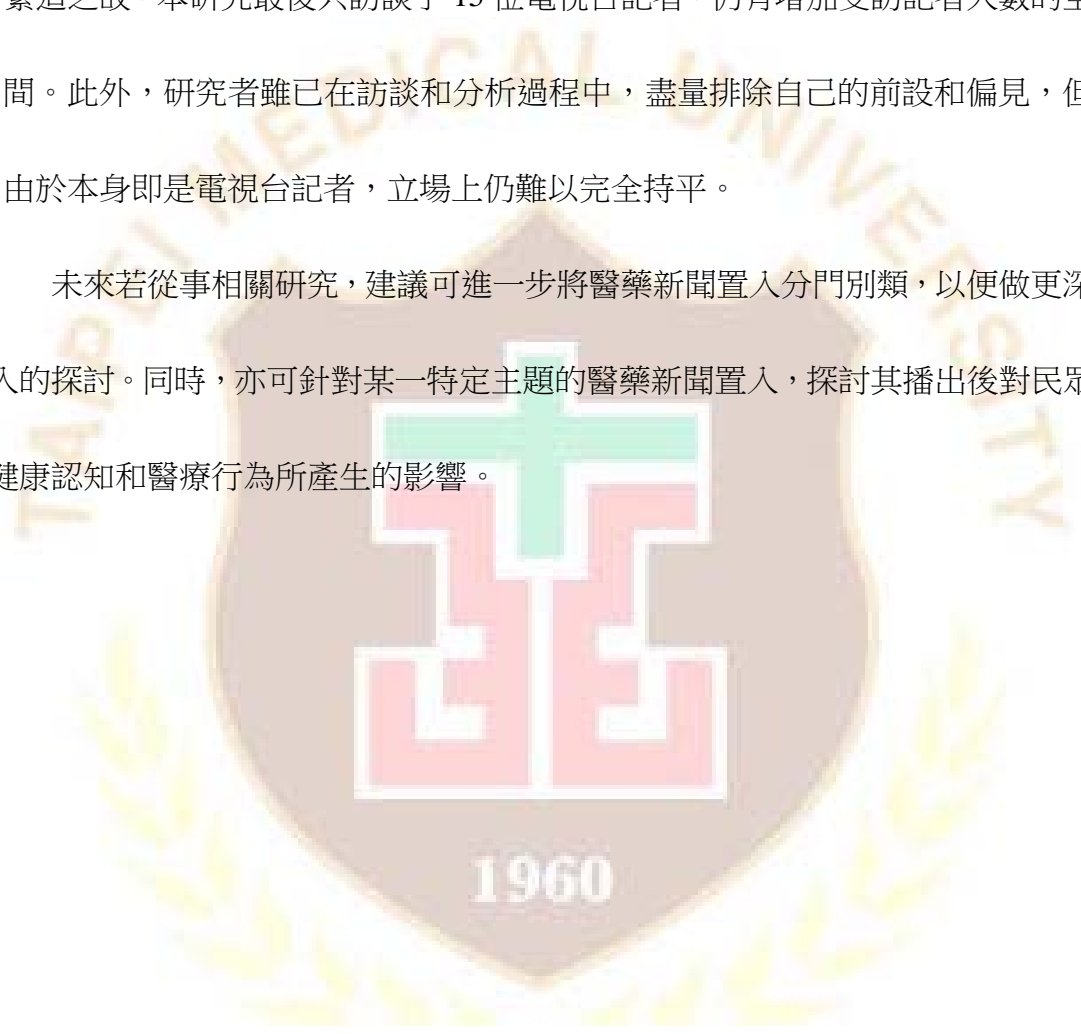 緊迫之故，本研究最後只訪談了 15 位電視台記者，仍有增加受訪記者人數的空
間。此外，研究者雖已在訪談和分析過程中，盡量排除自己的前設和偏見，但
由於本身即是電視台記者，立場上仍難以完全持平。
未來若從事相關研究，建議可進一步將醫藥新聞置入分門別類，以便做更深
入的探討。同時，亦可針對某一特定主題的醫藥新聞置入，探討其播出後對民眾
健康認知和醫療行為所產生的影響。
TAIPEI MEDICAL UNIVERSITY
1960